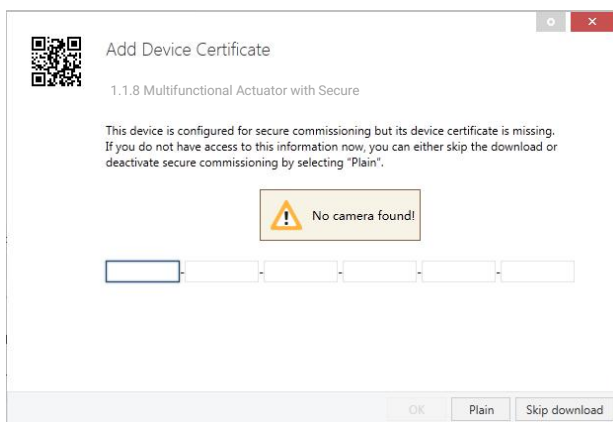 Add Device Certificate
1.1.8 Multifunctional Actuator with Secure
This device is configured for secure commissioning but its device certificate is missing.
If you do not have access to this information now, you can either skip the download or
deactivate secure commissioning by selecting "Plain".
No camera found!
- - - - -
OK Plain Skip download